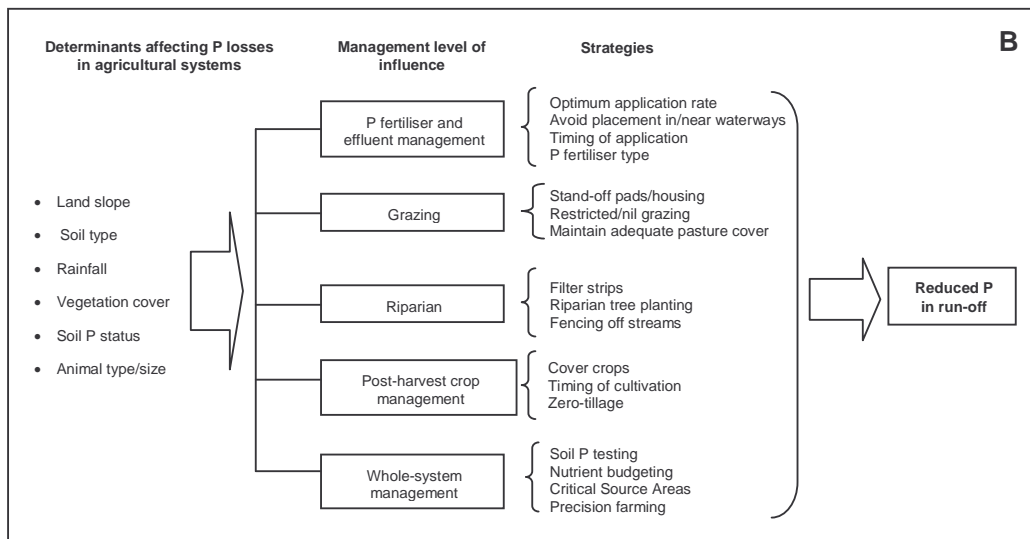 B
Determinants affecting P losses
in agricultural systems
Management level of
influence
Strategies
• Land slope
• Soil type
• Rainfall
• Vegetation cover
• Soil P status
• Animal type/size
P fertiliser and
effluent management
Optimum application rate
Avoid placement in/near waterways
Timing of application
P fertiliser type
Grazing
Stand-off pads/housing
Restricted/nil grazing
Maintain adequate pasture cover
Riparian
Filter strips
Riparian tree planting
Fencing off streams
Post-harvest crop
management
Cover crops
Timing of cultivation
Zero-tillage
Whole-system
management
Soil P testing
Nutrient budgeting
Critical Source Areas
Precision farming
Reduced P
in run-off